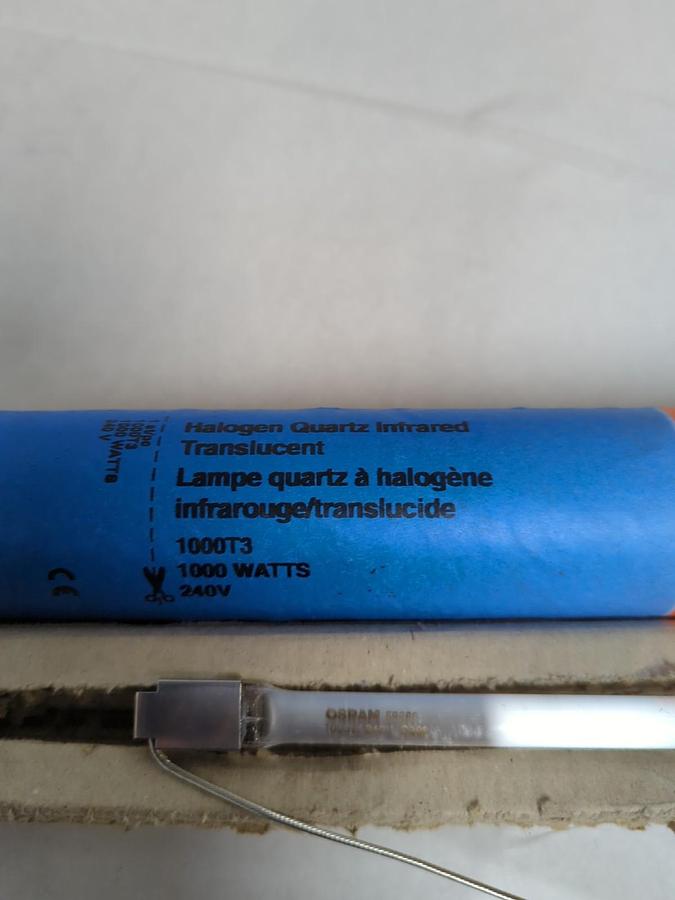 Halogen Quartz Infrared
Translucent
Lampe quartz à halogène
infrarouge/translucide
1000T3
1000 WATTS
240V
1000T3
1000 WATTS
240 V
CE
OSRAM